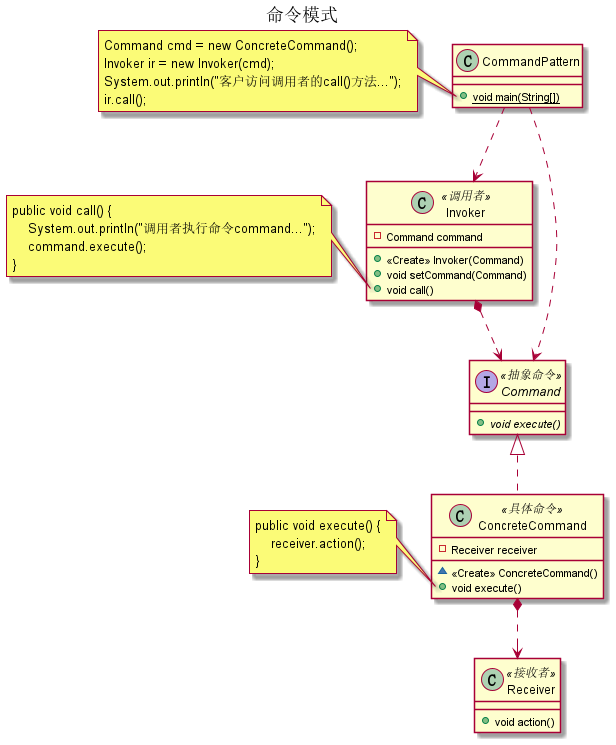 命令模式
Command cmd = new ConcreteCommand();
Invoker ir = new Invoker(cmd);
System.out.println("客户访问调用者的call()方法...");
ir.call();
C CommandPattern
void main(String[])
public void call() {
System.out.println("调用者执行命令command...");
command.execute();
}
C «调用者»
Invoker
Command command
«Create» Invoker(Command)
void setCommand(Command)
void call()
I «抽象命令»
Command
void execute()
public void execute() {
receiver.action();
}
C «具体命令»
ConcreteCommand
Receiver receiver
«Create» ConcreteCommand()
void execute()
C «接收者»
Receiver
void action()